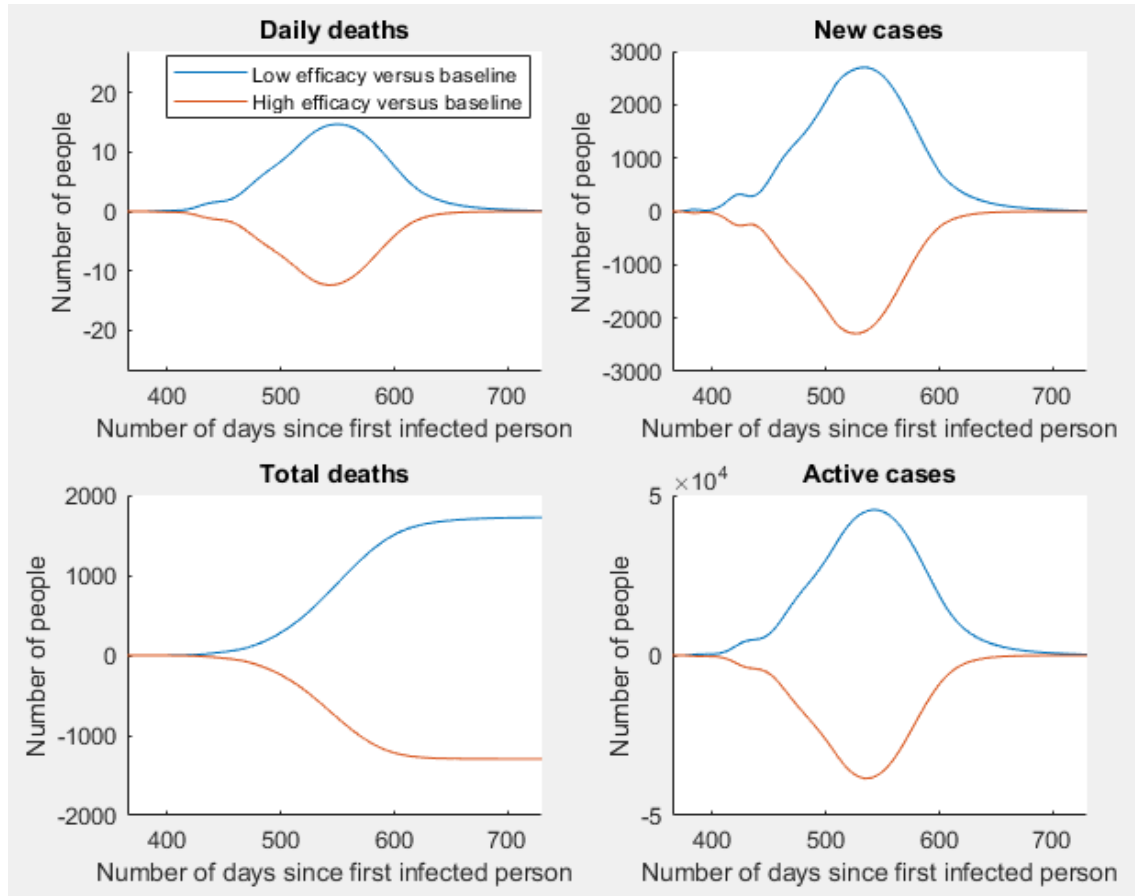 Daily deaths
Low efficacy versus baseline
High efficacy versus baseline
Number of people
20
10
0
-10
-20
400 500 600 700
Number of days since first infected person
New cases
Number of people
3000
2000
1000
0
-1000
-2000
-3000
400 500 600 700
Number of days since first infected person
Total deaths
Number of people
2000
1000
0
-1000
-2000
400 500 600 700
Number of days since first infected person
Active cases
×10^4
Number of people
5
0
-5
400 500 600 700
Number of days since first infected person